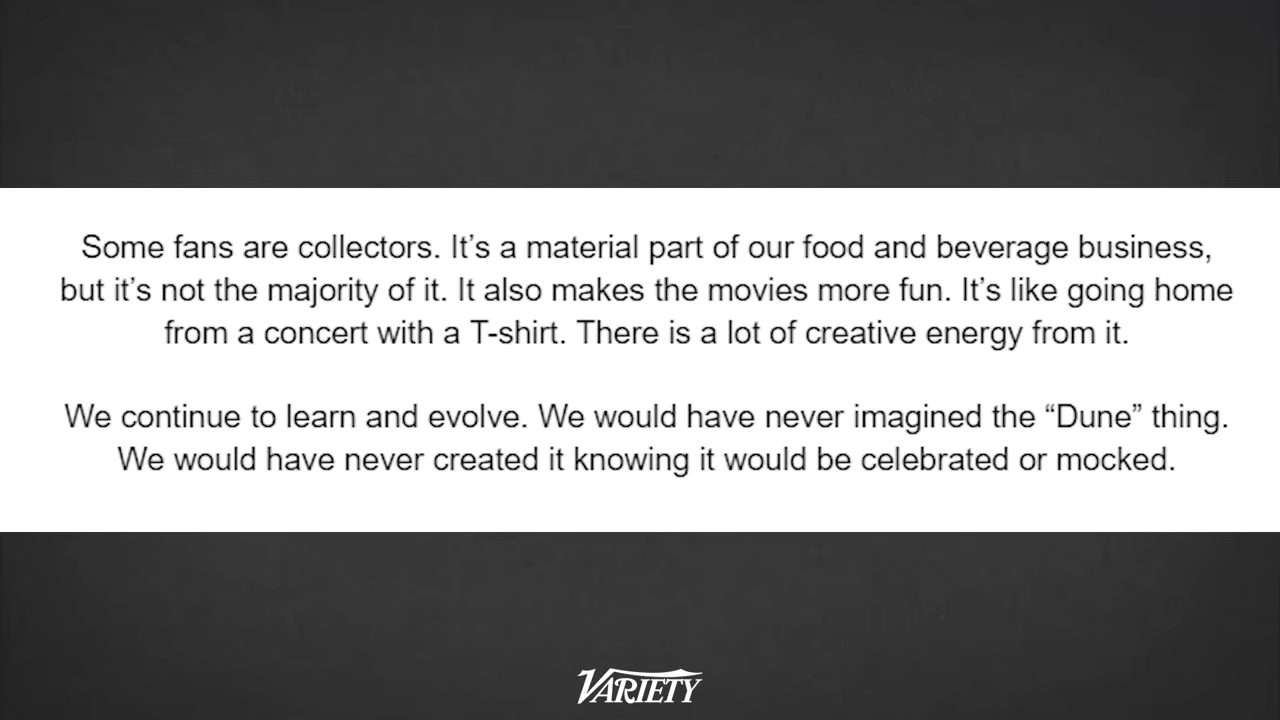 Some fans are collectors. It’s a material part of our food and beverage business,
but it’s not the majority of it. It also makes the movies more fun. It’s like going home
from a concert with a T-shirt. There is a lot of creative energy from it.
We continue to learn and evolve. We would have never imagined the “Dune” thing.
We would have never created it knowing it would be celebrated or mocked.
VARIETY